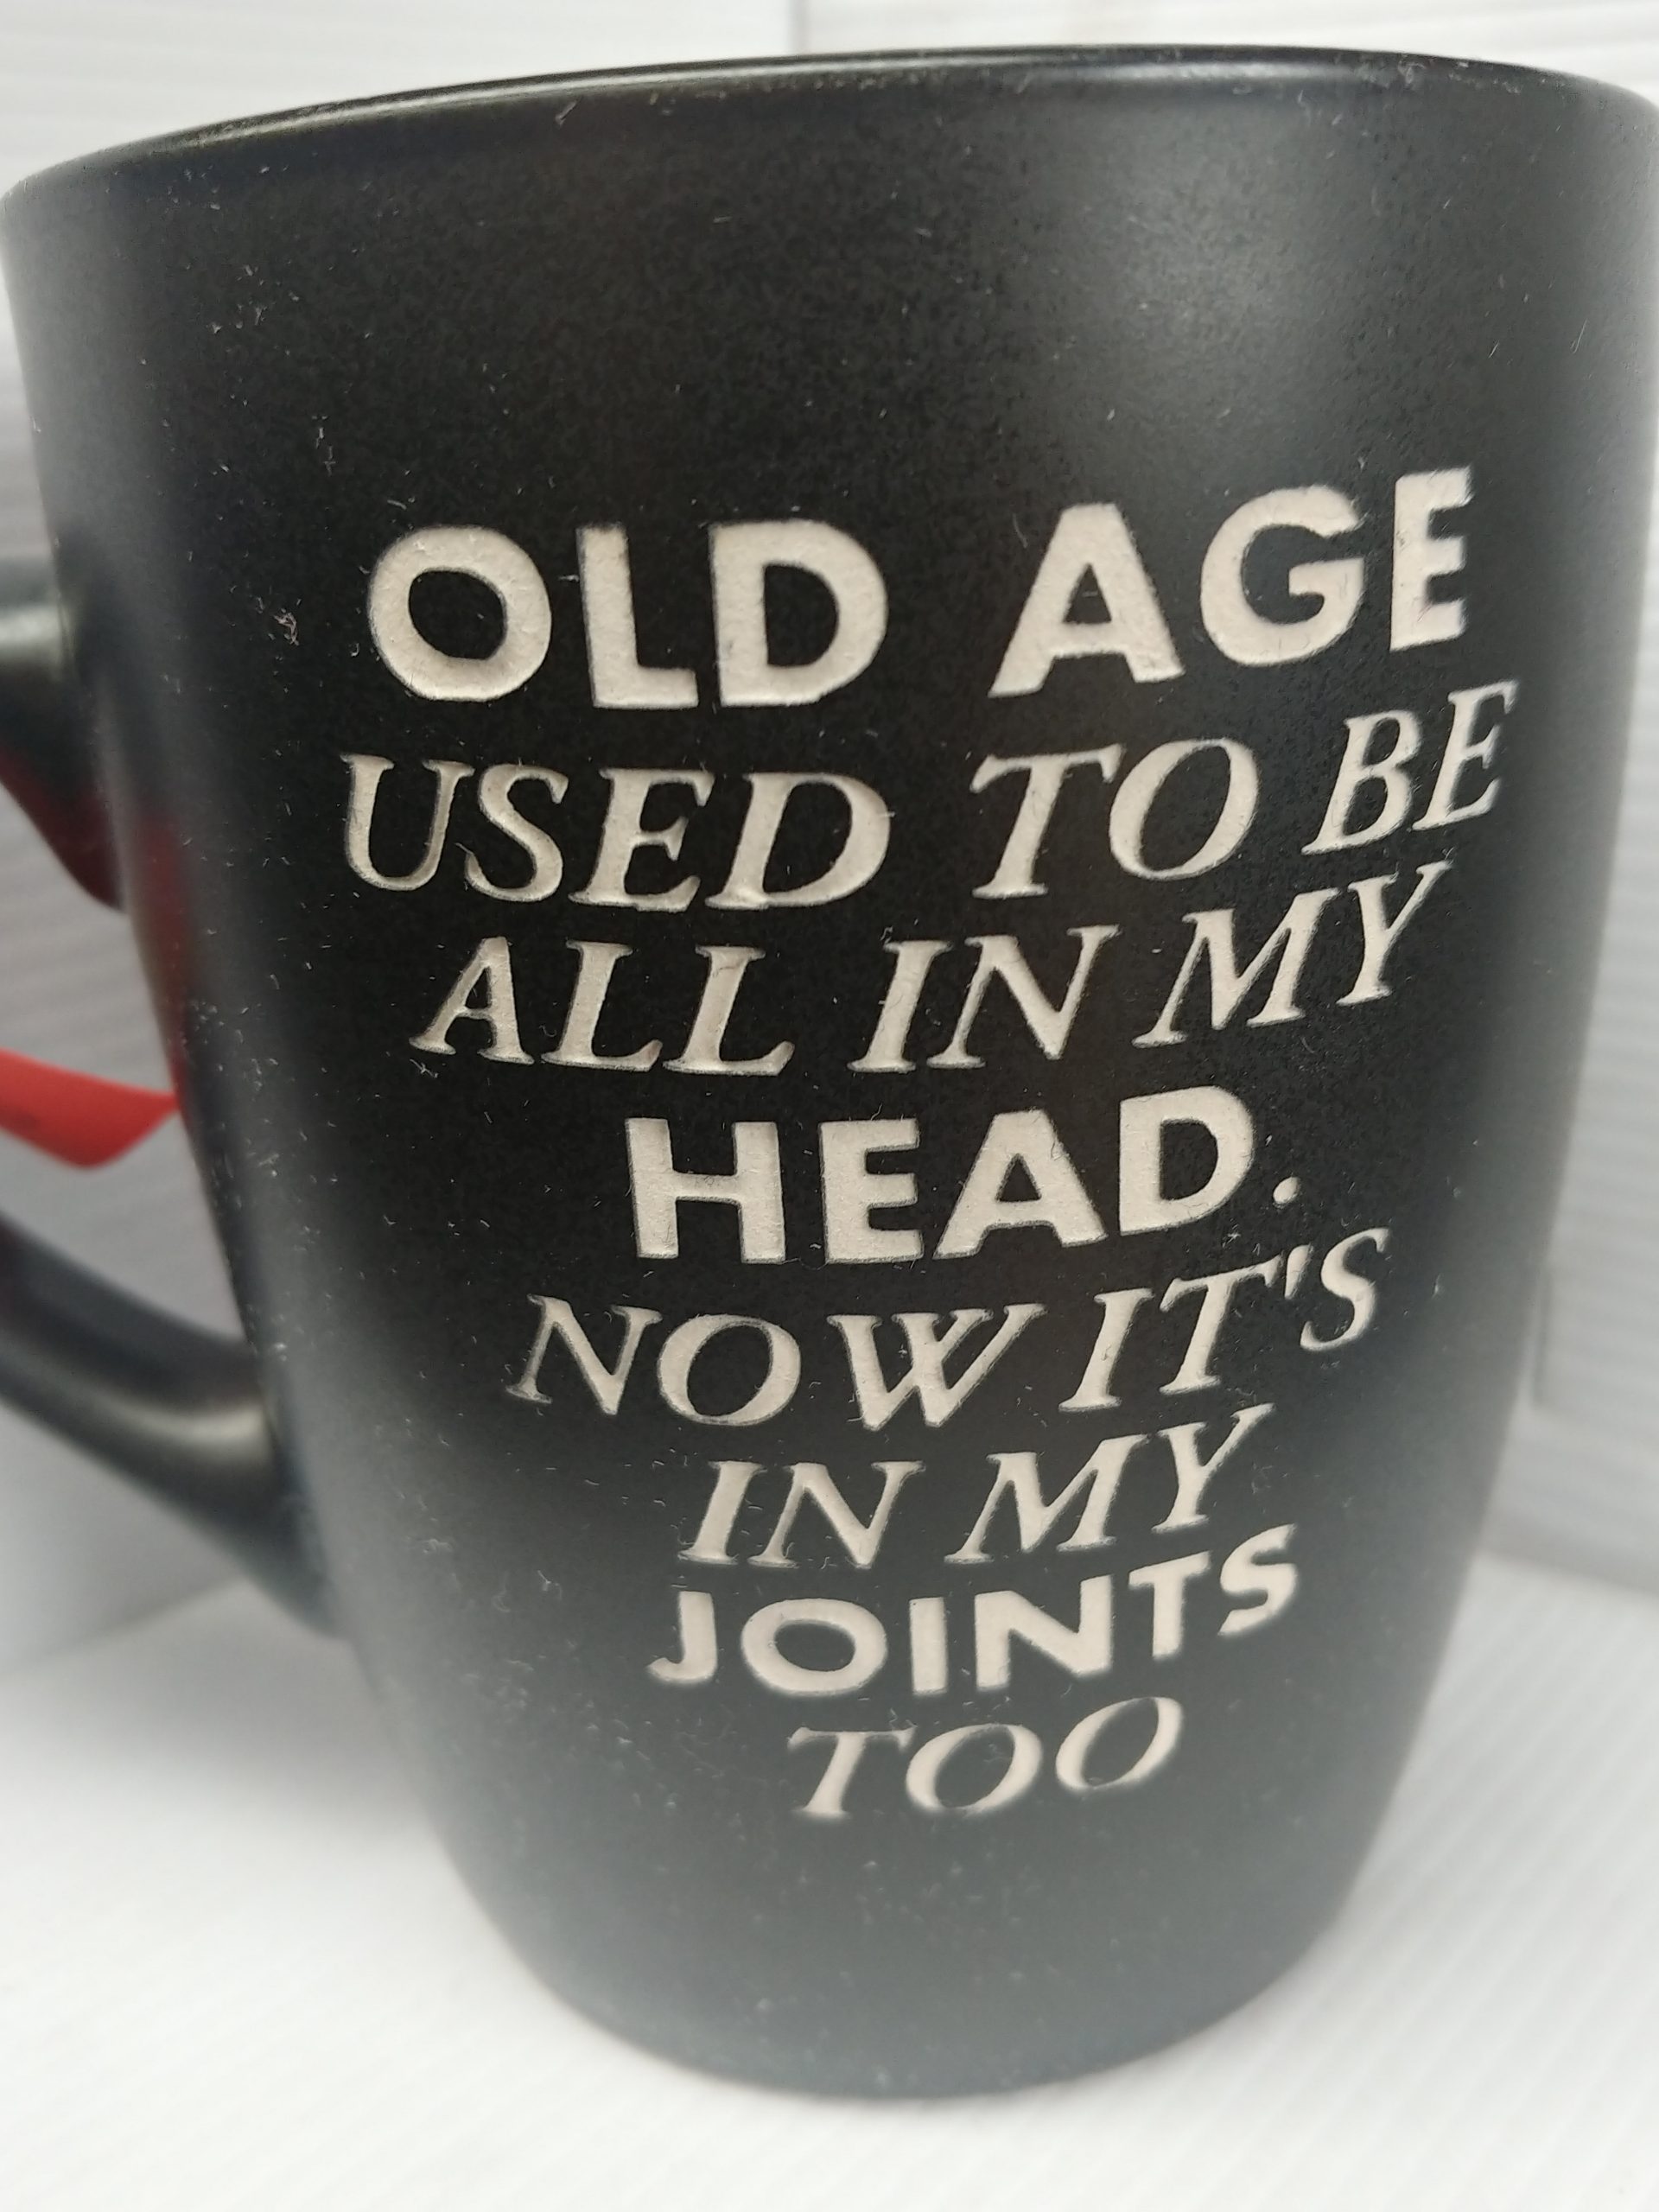 OLD AGE
USED TO BE
ALL IN MY
HEAD.
NOW IT'S
IN MY
JOINTS
TOO